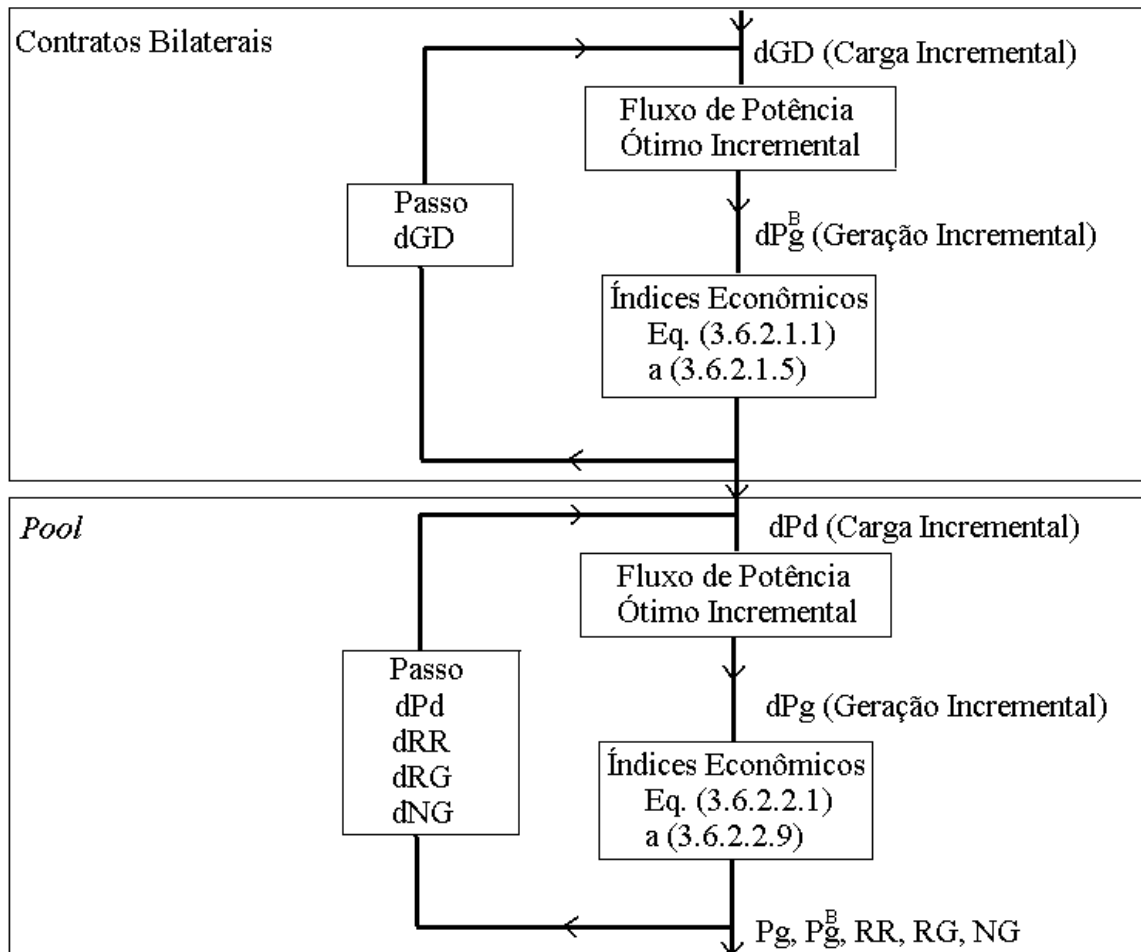 Contratos Bilaterais
dGD (Carga Incremental)
Fluxo de Potência
Ótimo Incremental
Passo
dGD
dPg^B (Geração Incremental)
Índices Econômicos
Eq. (3.6.2.1.1)
a (3.6.2.1.5)
Pool
dPd (Carga Incremental)
Fluxo de Potência
Ótimo Incremental
Passo
dPd
dRR
dRG
dNG
dPg (Geração Incremental)
Índices Econômicos
Eq. (3.6.2.2.1)
a (3.6.2.2.9)
Pg, Pg^B, RR, RG, NG